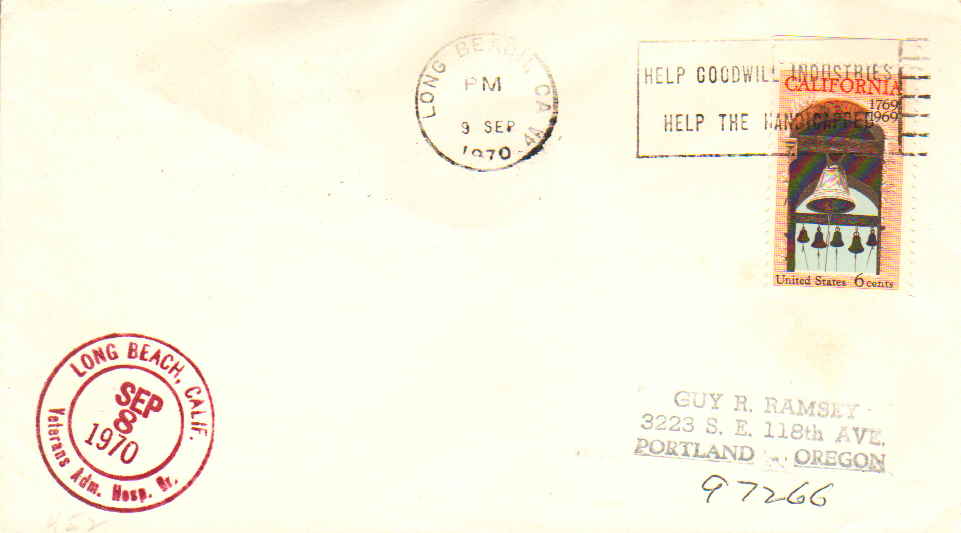 LONG BEACH, CA
PM
9 SEP
1970
HELP GOODWILL INDUSTRIES
HELP THE HANDICAPPED
CALIFORNIA
1769
1969
United States 6 cents
LONG BEACH, CALIF.
SEP
8
1970
Veterans Adm. Hosp. Br.
GUY R. RAMSEY
3223 S. E. 118th AVE.
PORTLAND OREGON
97266
452